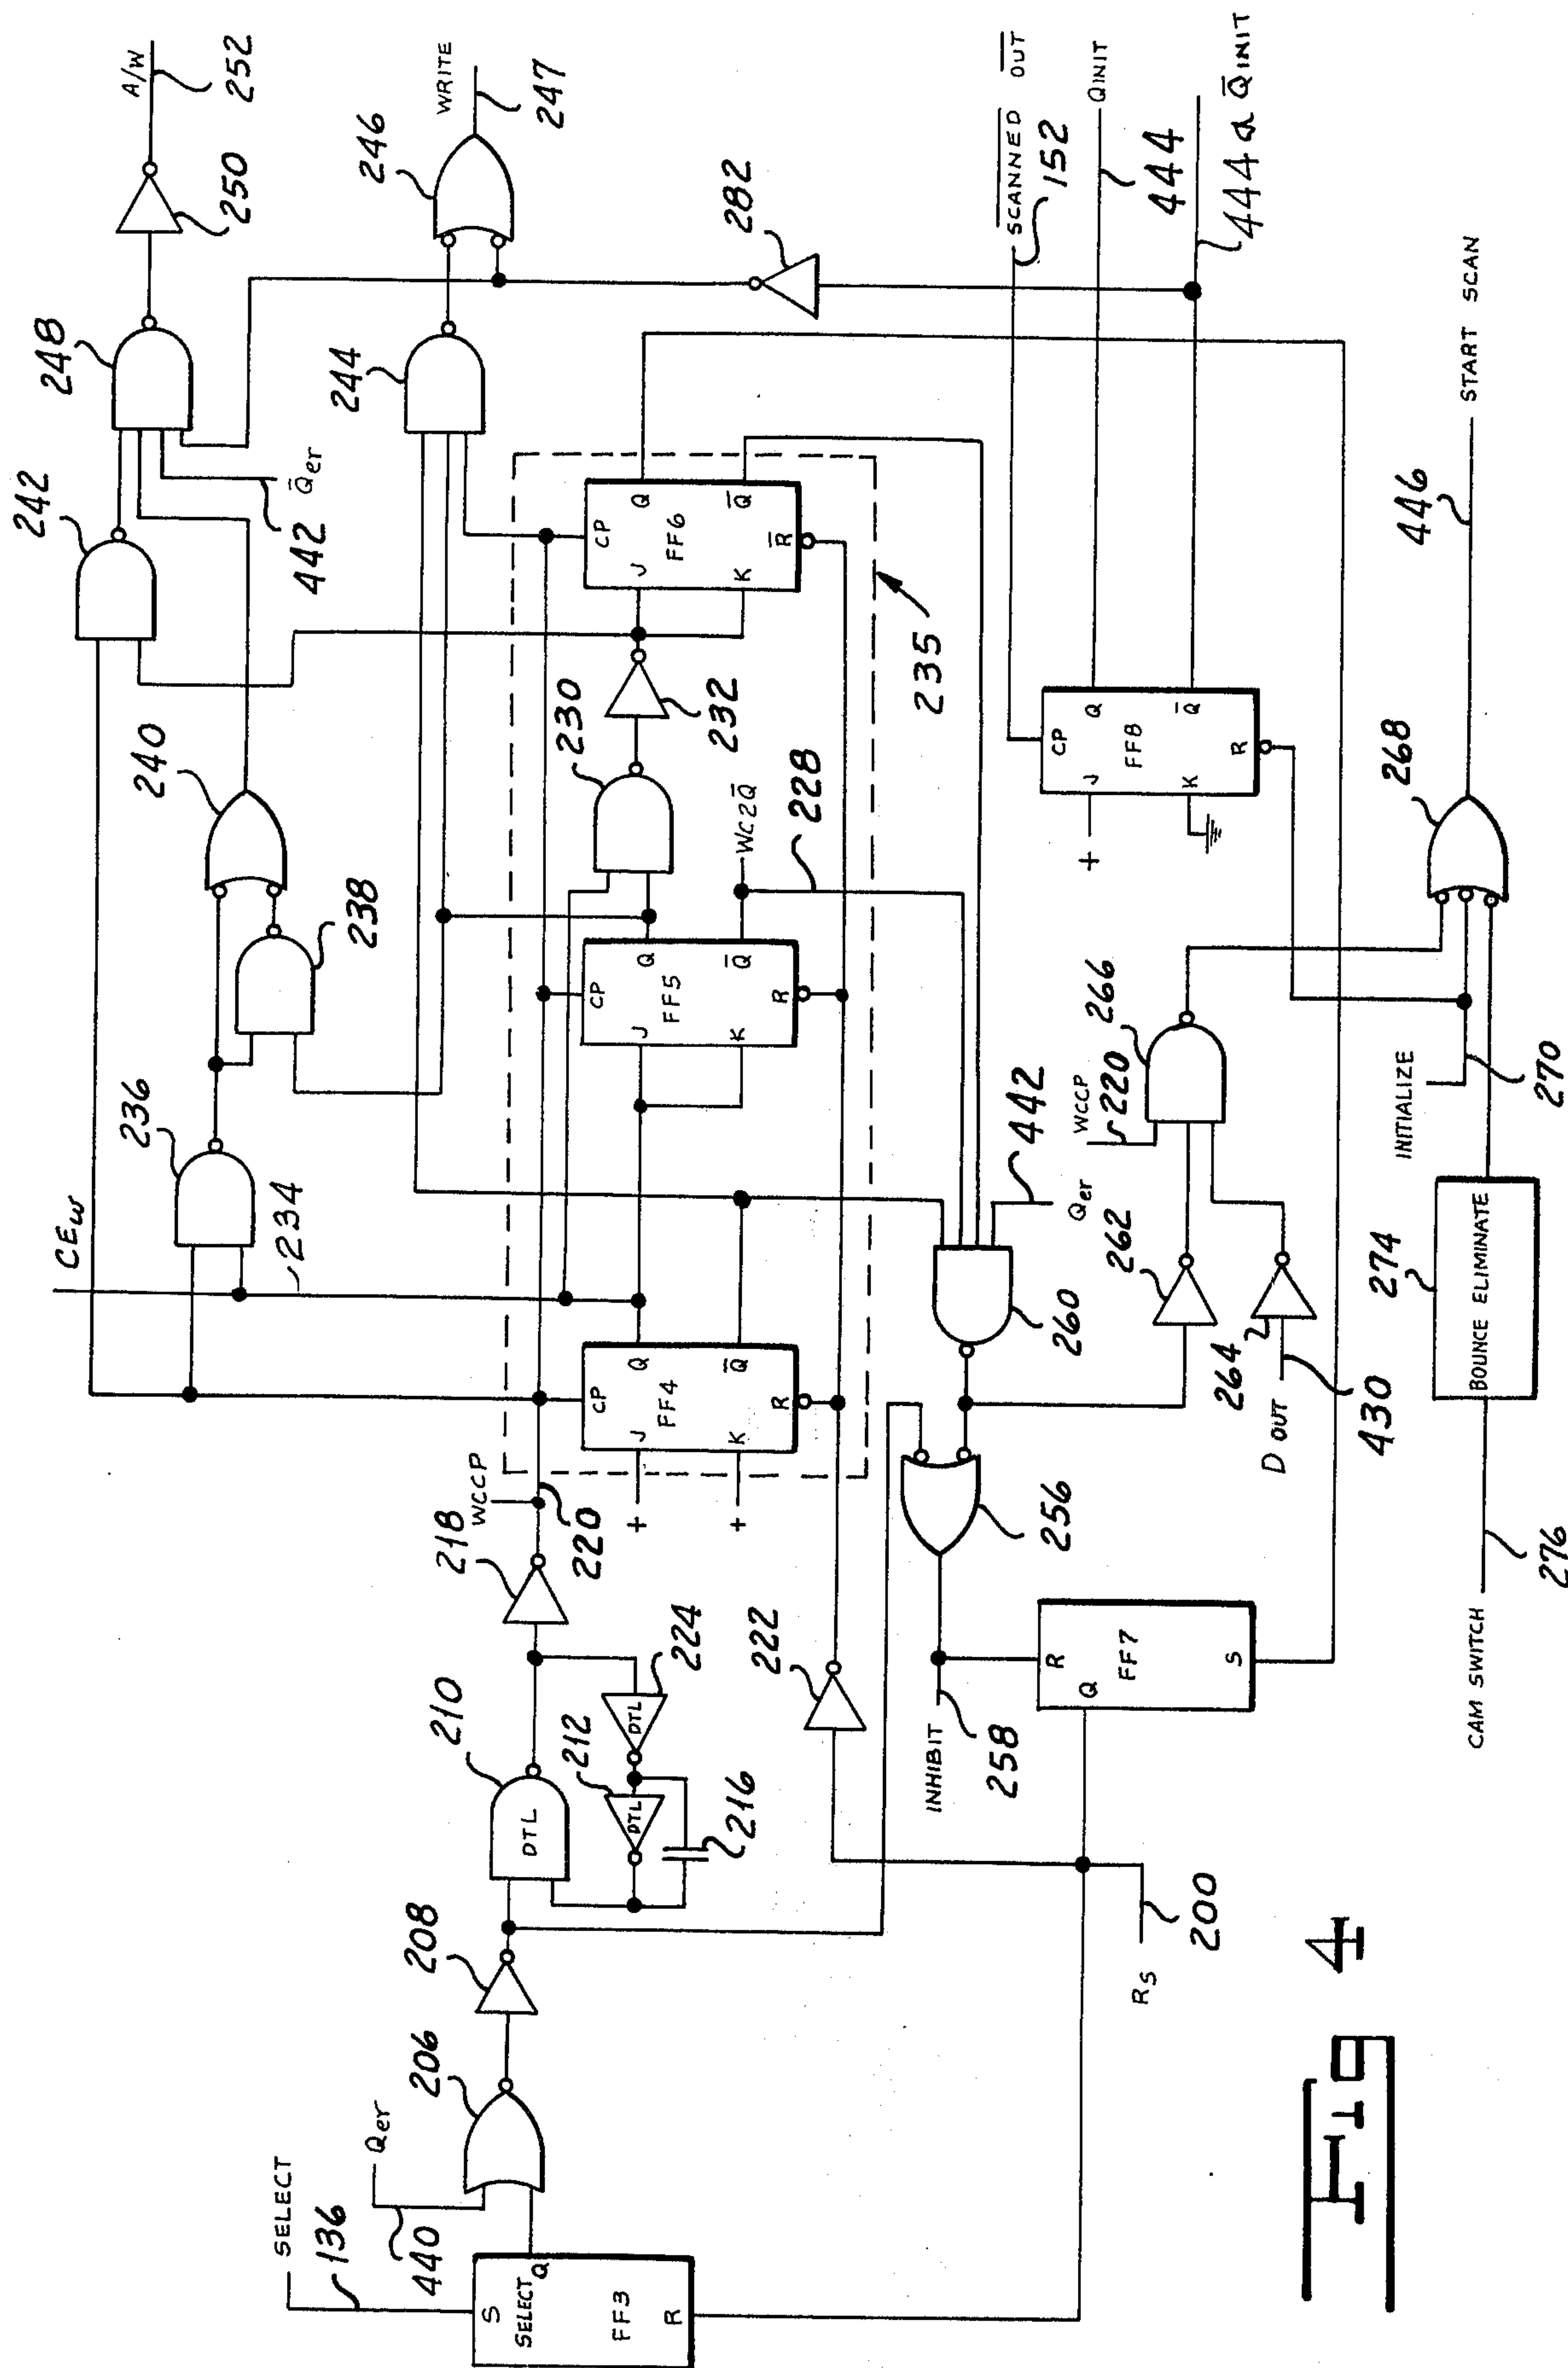 CEw
236
240
242
248
250
A/W
252
234
238
442
Q̄er
SELECT
136
440
Qer
206
208
210
218
WCCP
220
244
246
WRITE
247
DTL
S
SELECT
Q
FF3
R
212
DTL
DTL
224
216
222
+
+
CP
J
Q
FF4
K
Q̄
R
CP
J
Q
FF5
K
Q̄
R
230
232
WC2Q̄
228
CP
J
Q
FF6
K
Q̄
R̄
235
282
INHIBIT
258
256
260
Qer
442
R
Q
FF7
S
RS
200
262
264
D OUT
430
WCCP
220
266
+
CP
J
Q
FF8
K
Q̄
R
SCANNED OUT
152
QINIT
444
444a Q̄INIT
INITIALIZE
270
268
446
START SCAN
CAM SWITCH
276
BOUNCE ELIMINATE
274
FIG 4